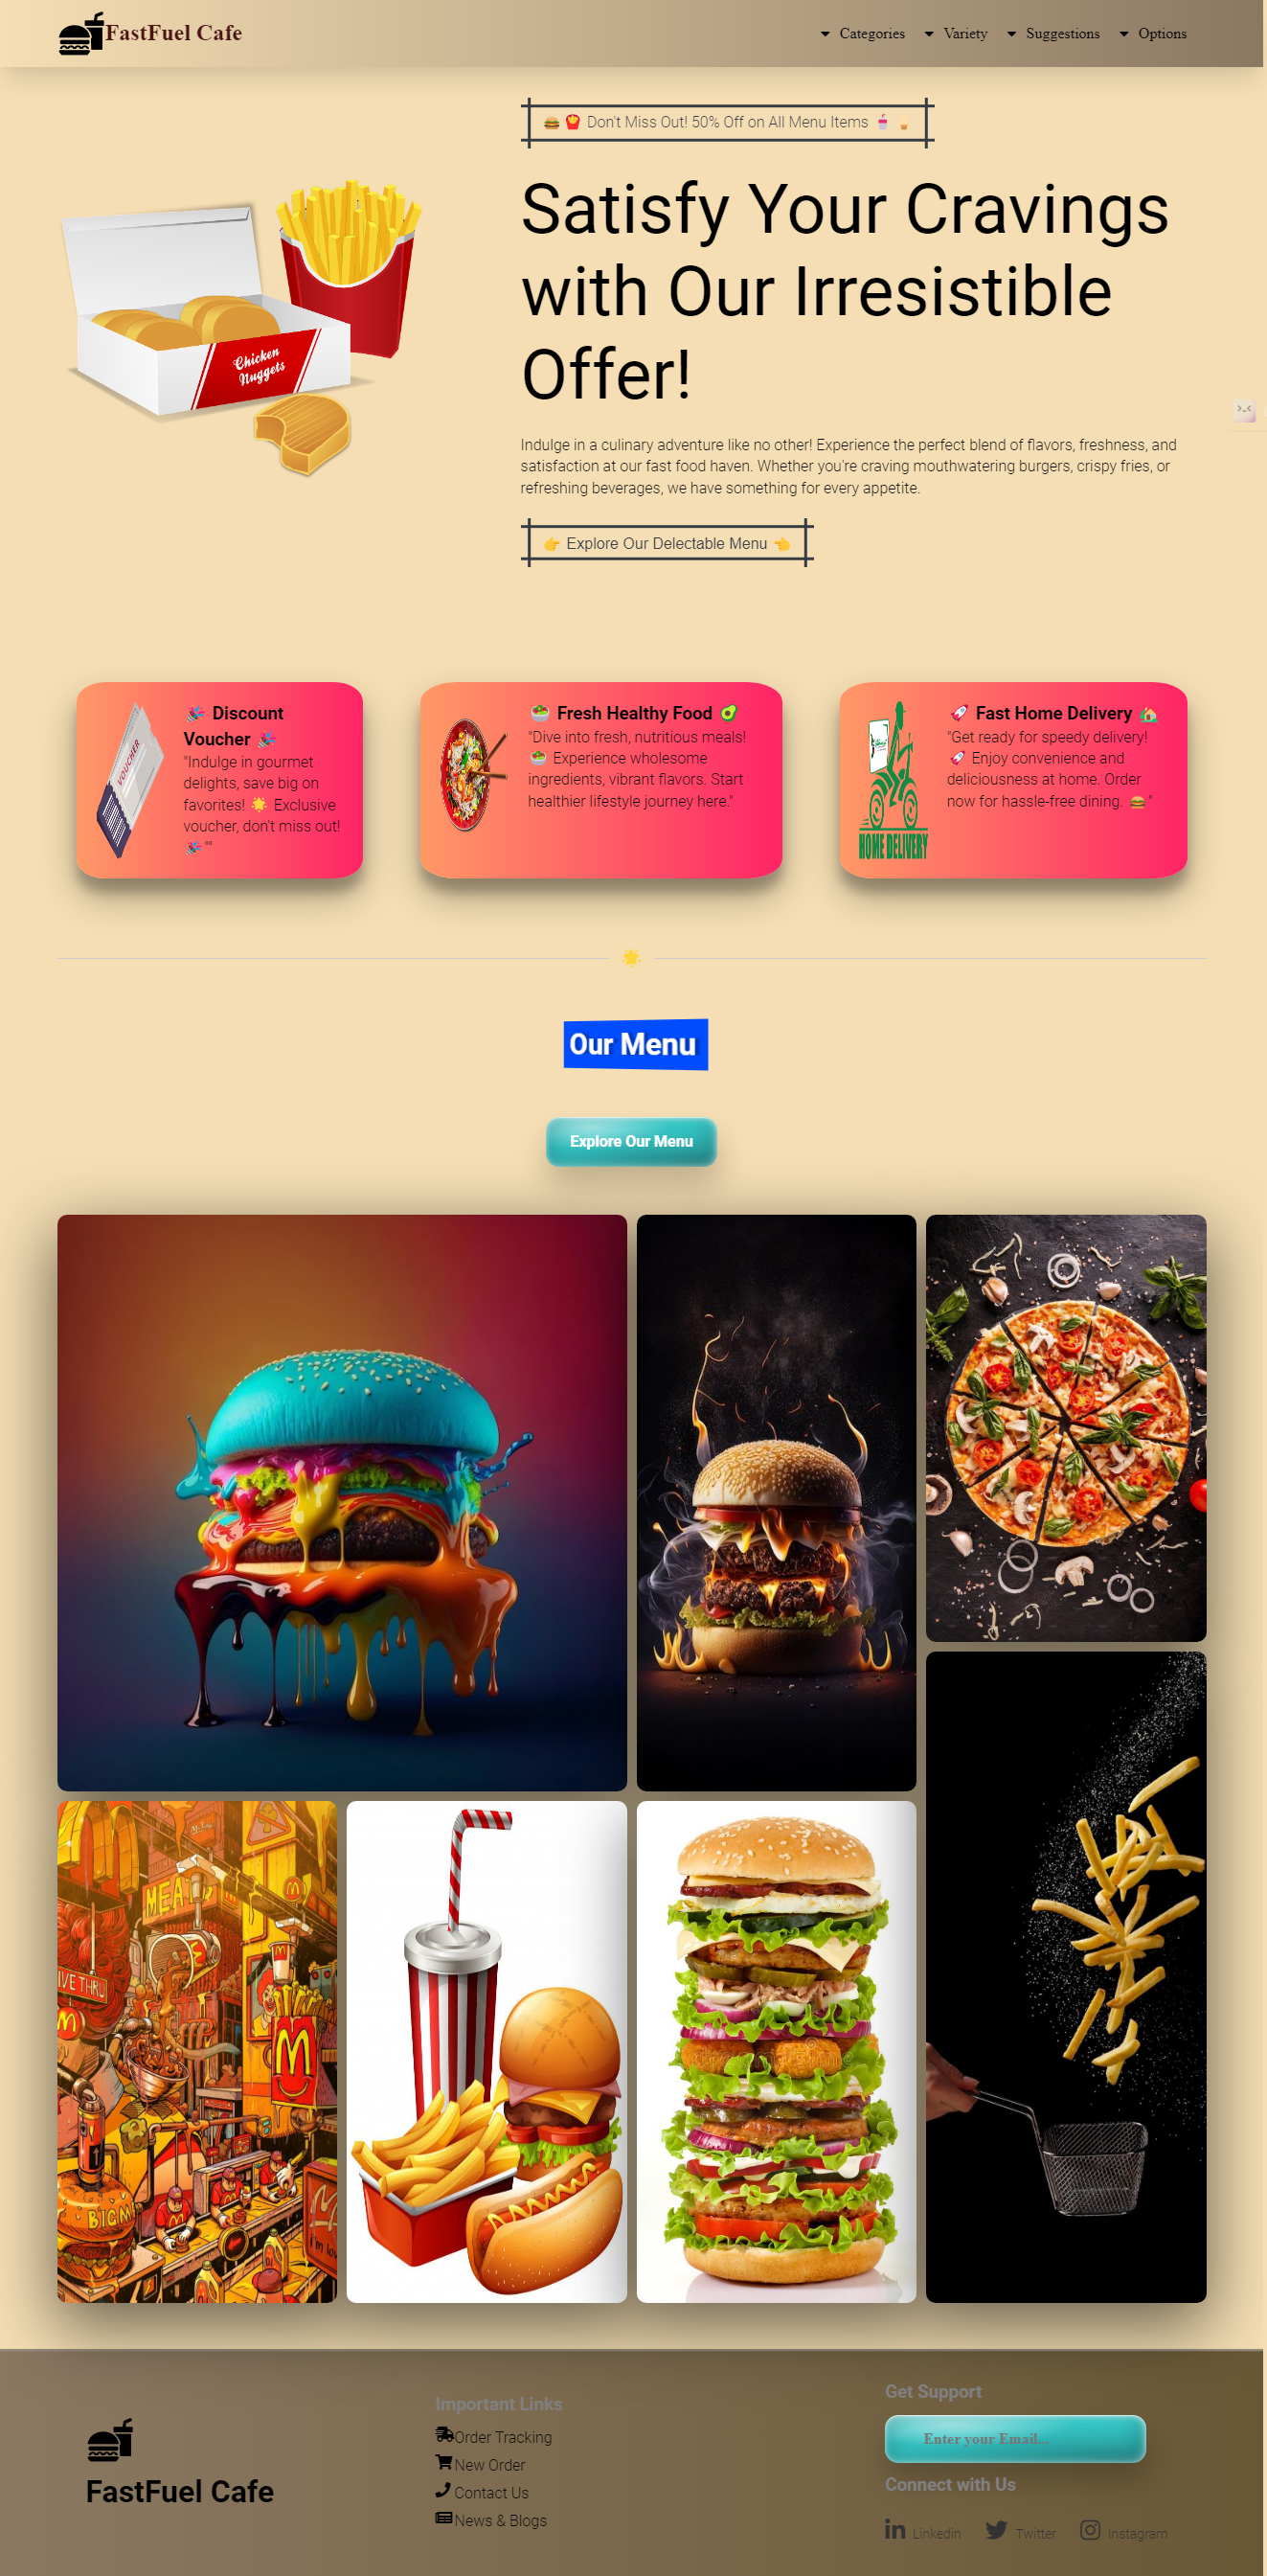 FastFuel Cafe
Categories Variety Suggestions Options
🍔🍟 Don't Miss Out! 50% Off on All Menu Items 🥤🍦
Satisfy Your Cravings
with Our Irresistible
Offer!
Indulge in a culinary adventure like no other! Experience the perfect blend of flavors, freshness, and
satisfaction at our fast food haven. Whether you're craving mouthwatering burgers, crispy fries, or
refreshing beverages, we have something for every appetite.
👉 Explore Our Delectable Menu 👈
Chicken
Nuggets
VOUCHER
🎉 Discount
Voucher 🎉
"Indulge in gourmet
delights, save big on
favorites! 🌟 Exclusive
voucher, don't miss out!
🎉""
🥗 Fresh Healthy Food 🥑
"Dive into fresh, nutritious meals!
🥗 Experience wholesome
ingredients, vibrant flavors. Start
healthier lifestyle journey here."
HOME DELIVERY
🚀 Fast Home Delivery 🏡
"Get ready for speedy delivery!
🚀 Enjoy convenience and
deliciousness at home. Order
now for hassle-free dining. 🍔"
🌟
Our Menu
Explore Our Menu
MEAT
IVE THRU
BIGM
i'm lov
FastFuel Cafe
Important Links
Order Tracking
New Order
Contact Us
News & Blogs
Get Support
Enter your Email...
Connect with Us
Linkedin Twitter Instagram